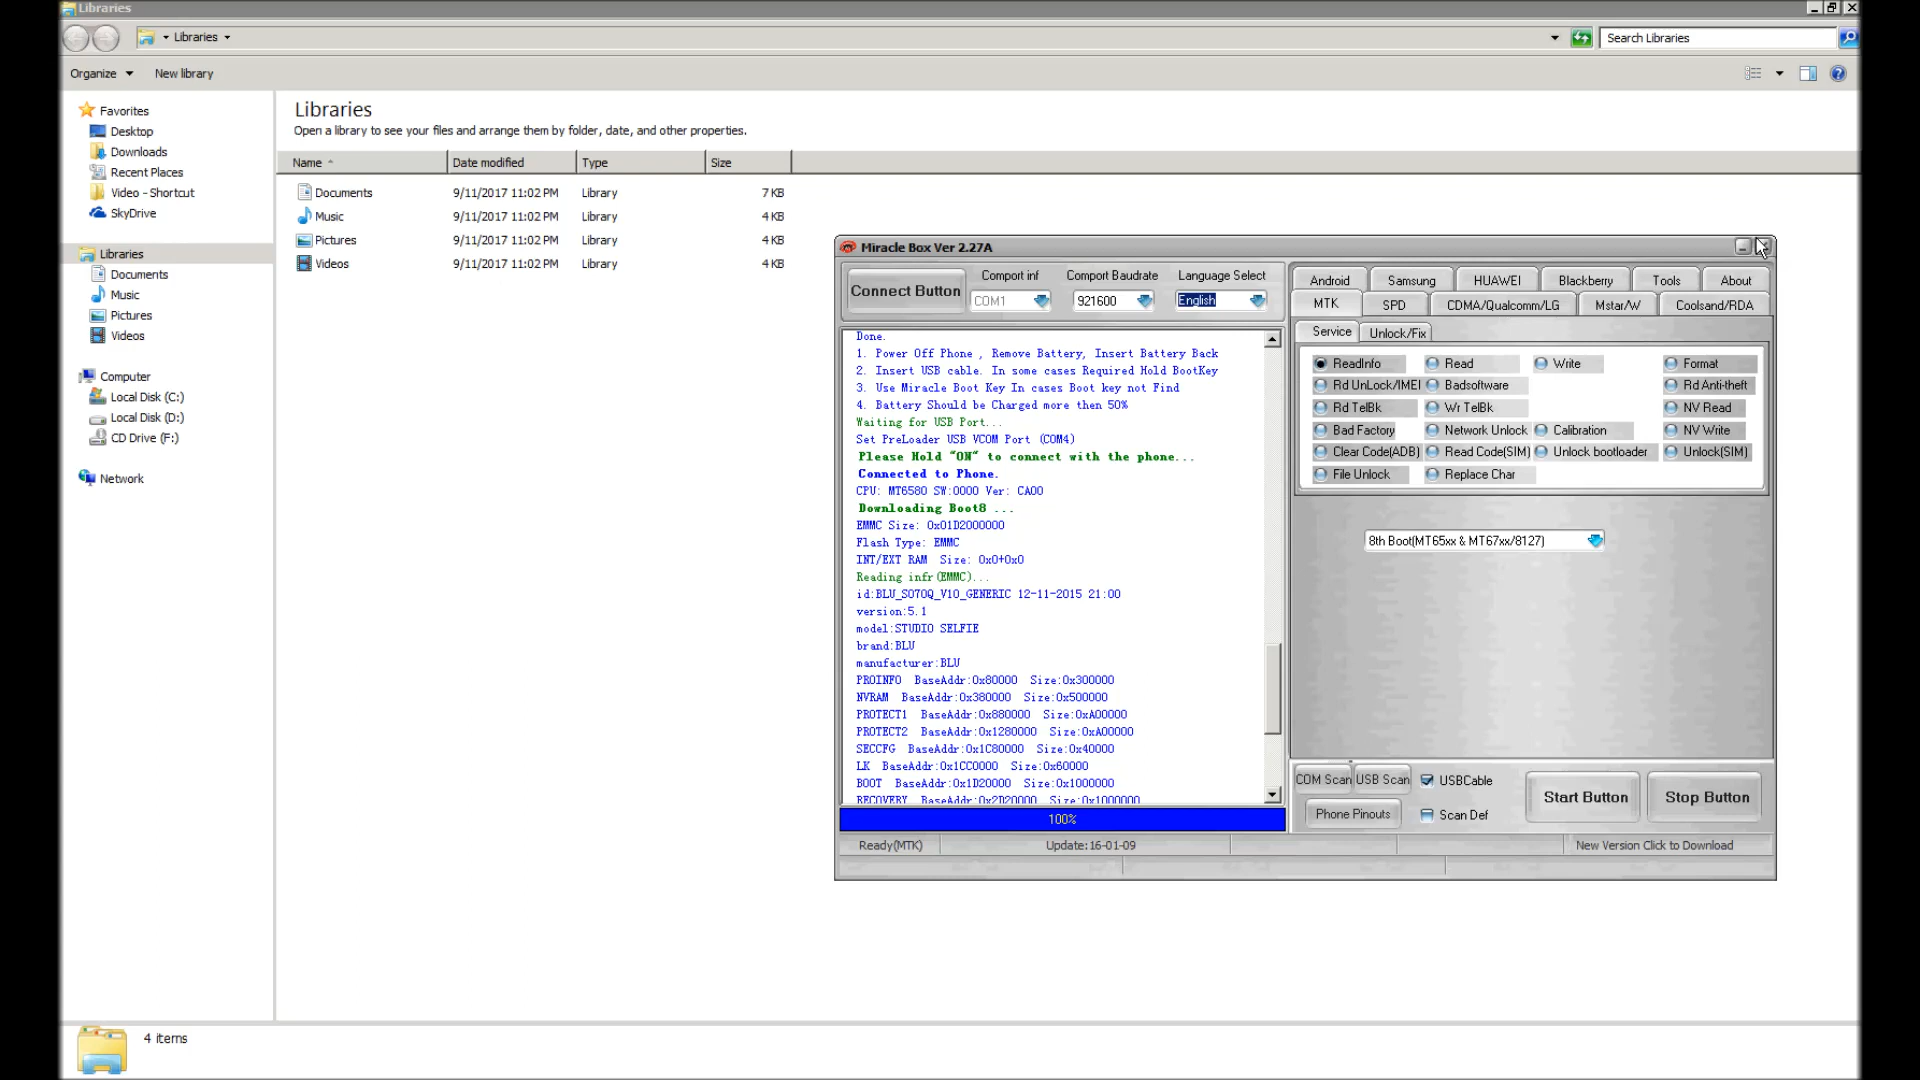 Libraries
Libraries
Search Libraries
Organize
New library
Favorites
Desktop
Downloads
Recent Places
Video - Shortcut
SkyDrive
Libraries
Documents
Music
Pictures
Videos
Computer
Local Disk (C:)
Local Disk (D:)
CD Drive (F:)
Network
Libraries
Open a library to see your files and arrange them by folder, date, and other properties.
Name Date modified Type Size
Documents 9/11/2017 11:02 PM Library 7 KB
Music 9/11/2017 11:02 PM Library 4 KB
Pictures 9/11/2017 11:02 PM Library 4 KB
Videos 9/11/2017 11:02 PM Library 4 KB
4 items
Miracle Box Ver 2.27A
Connect Button
Comport inf Comport Baudrate Language Select
COM1 921600 English
Done.
1. Power Off Phone , Remove Battery, Insert Battery Back
2. Insert USB cable. In some cases Required Hold BootKey
3. Use Miracle Boot Key In cases Boot key not Find
4. Battery Should be Charged more then 50%
Waiting for USB Port...
Set PreLoader USB VCOM Port (COM4)
Please Hold "ON" to connect with the phone...
Connected to Phone.
CPU: MT6580 SW:0000 Ver: CA00
Downloading Boot8 ...
EMMC Size: 0x01D2000000
Flash Type: EMMC
INT/EXT RAM Size: 0x0+0x0
Reading infr(EMMC)...
id:BLU_S070Q_V10_GENERIC 12-11-2015 21:00
version:5.1
model:STUDIO SELFIE
brand:BLU
manufacturer:BLU
PROINFO BaseAddr:0x80000 Size:0x300000
NVRAM BaseAddr:0x380000 Size:0x500000
PROTECT1 BaseAddr:0x880000 Size:0xA00000
PROTECT2 BaseAddr:0x1280000 Size:0xA00000
SECCFG BaseAddr:0x1C80000 Size:0x40000
LK BaseAddr:0x1CC0000 Size:0x60000
BOOT BaseAddr:0x1D20000 Size:0x1000000
RECOVERY BaseAddr:0x2D20000 Size:0x1000000
100%
Ready(MTK) Update:16-01-09 New Version Click to Download
Android Samsung HUAWEI Blackberry Tools About
MTK SPD CDMA/Qualcomm/LG Mstar/W Coolsand/RDA
Service Unlock/Fix
ReadInfo Read Write Format
Rd UnLock/IMEI Badsoftware Rd Anti-theft
Rd TelBk Wr TelBk NV Read
Bad Factory Network Unlock Calibration NV Write
Clear Code(ADB) Read Code(SIM) Unlock bootloader Unlock(SIM)
File Unlock Replace Char
8th Boot(MT65xx & MT67xx/8127)
COM Scan USB Scan USBCable
Phone Pinouts Scan Def
Start Button Stop Button